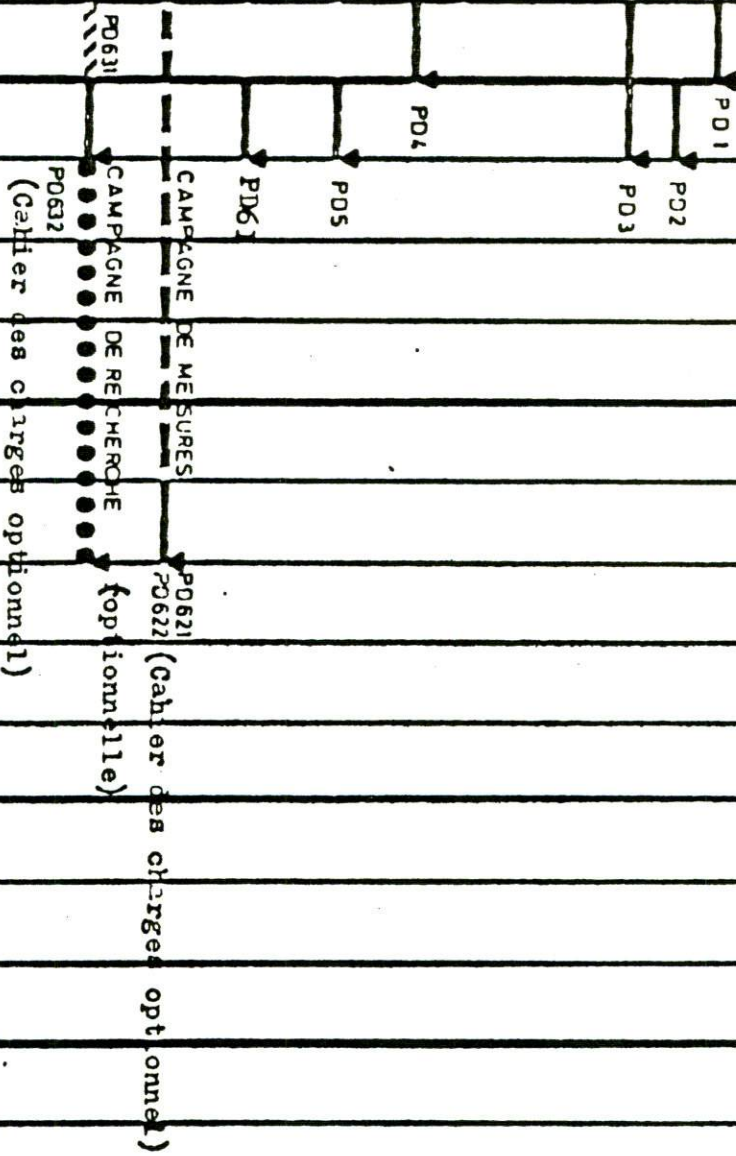 PD1
PD2
PD3
PD4
PD5
PD61
CAMPAGNE DE MESURES
PD621
PD622 (Cahier des charges optionnel)
PD631
CAMPAGNE DE RECHERCHE
(optionnelle)
PD632
(Cahier des charges optionnel)